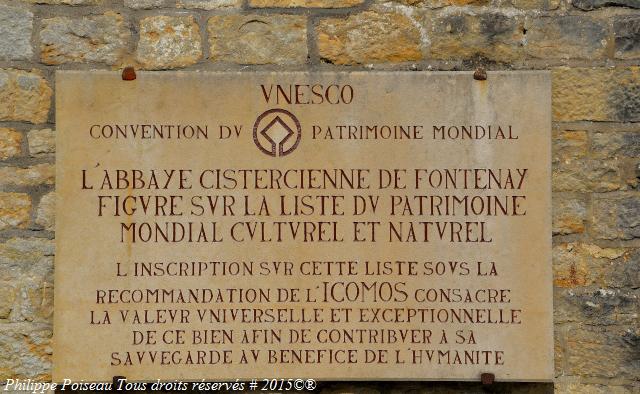 VNESCO
CONVENTION DV PATRIMOINE MONDIAL
L'ABBAYE CISTERCIENNE DE FONTENAY
FIGVRE SVR LA LISTE DV PATRIMOINE
MONDIAL CVLTVREL ET NATVREL
L INSCRIPTION SVR CETTE LISTE SOVS LA
RECOMMANDATION DE L'ICOMOS CONSACRE
LA VALEVR VNIVERSELLE ET EXCEPTIONNELLE
DE CE BIEN AFIN DE CONTRIBVER A SA
SAVVEGARDE AV BENEFICE DE L'HVMANITE
Philippe Poiseau Tous droits réservés # 2015©®